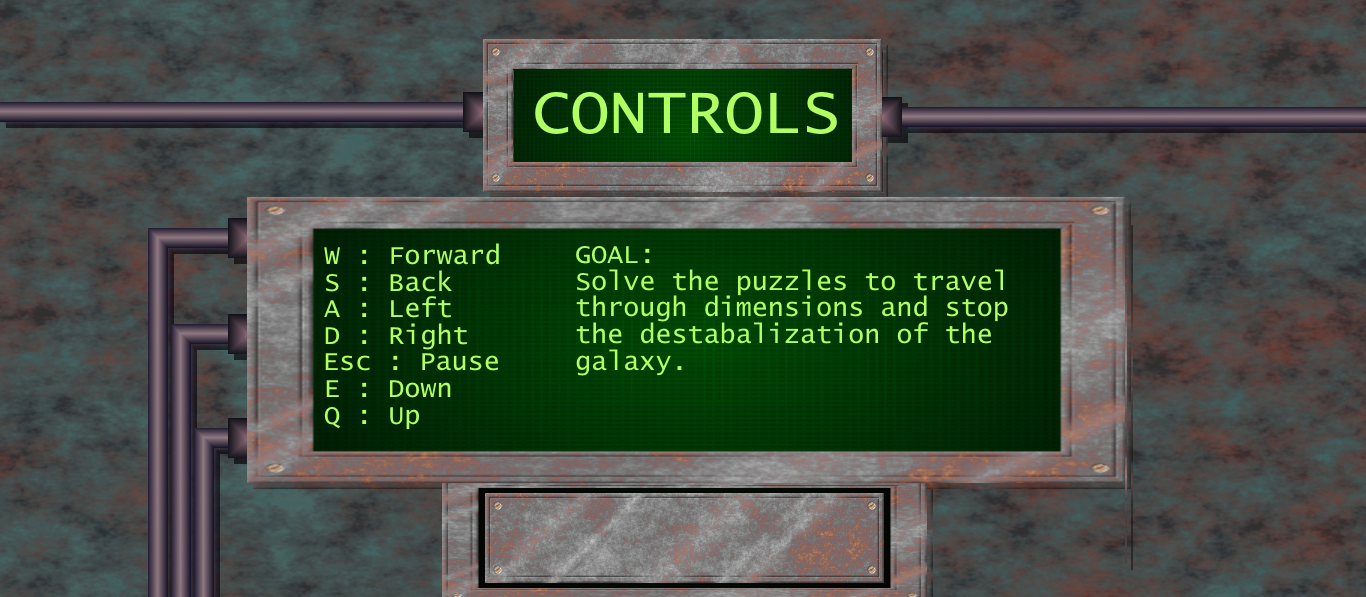 CONTROLS
W : Forward
S : Back
A : Left
D : Right
Esc : Pause
E : Down
Q : Up
GOAL:
Solve the puzzles to travel
through dimensions and stop
the destabalization of the
galaxy.